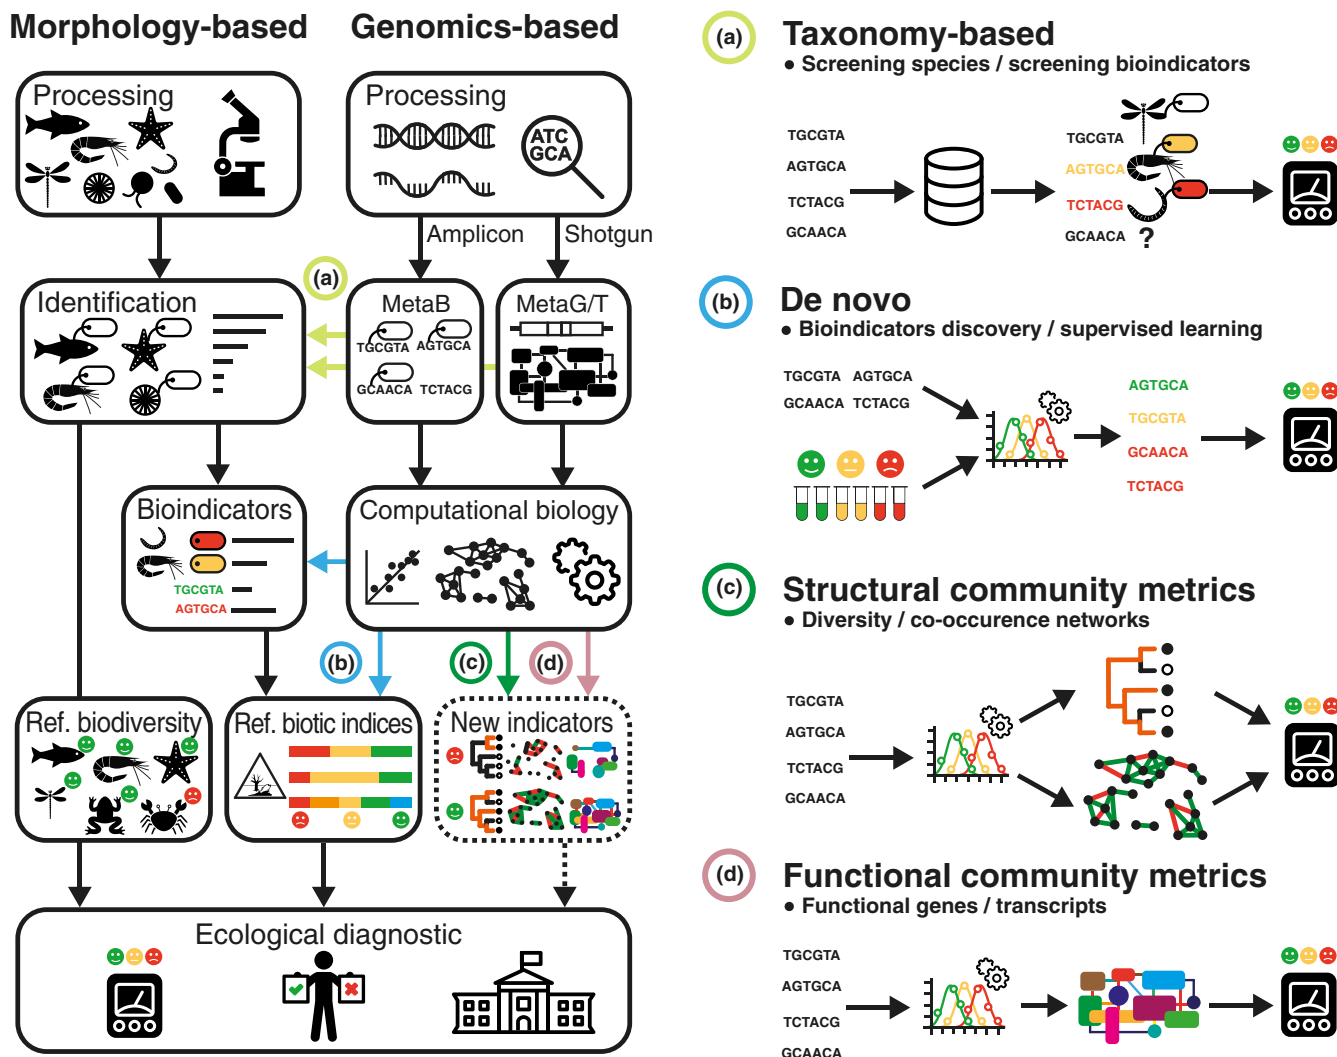 Morphology-based
Genomics-based
Processing
Processing
ATC
GCA
Amplicon
Shotgun
(a)
Identification
MetaB
TGCGTA
AGTGCA
GCAACA
TCTACG
MetaG/T
Bioindicators
TGCGTA
AGTGCA
Computational biology
(b)
(c)
(d)
Ref. biodiversity
Ref. biotic indices
New indicators
Ecological diagnostic
(a)
Taxonomy-based
• Screening species / screening bioindicators
TGCGTA
AGTGCA
TCTACG
GCAACA
TGCGTA
AGTGCA
TCTACG
GCAACA ?
(b)
De novo
• Bioindicators discovery / supervised learning
TGCGTA AGTGCA
GCAACA TCTACG
AGTGCA
TGCGTA
GCAACA
TCTACG
(c)
Structural community metrics
• Diversity / co-occurence networks
TGCGTA
AGTGCA
TCTACG
GCAACA
(d)
Functional community metrics
• Functional genes / transcripts
TGCGTA
AGTGCA
TCTACG
GCAACA